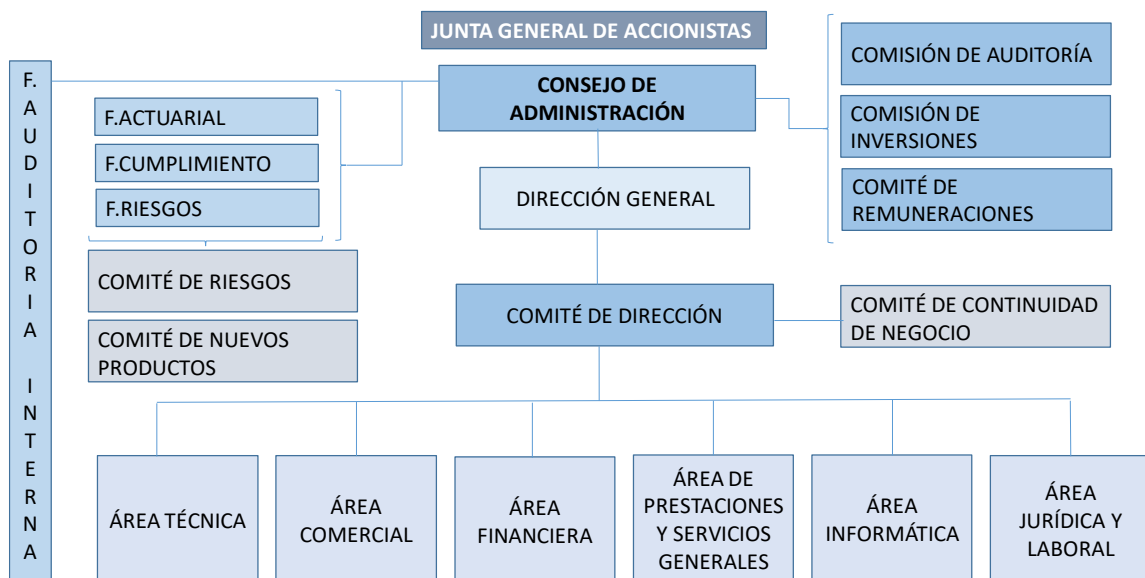 JUNTA GENERAL DE ACCIONISTAS
CONSEJO DE
ADMINISTRACIÓN
COMISIÓN DE AUDITORÍA
COMISIÓN DE
INVERSIONES
COMITÉ DE
REMUNERACIONES
F. AUDITORIA INTERNA
F.ACTUARIAL
F.CUMPLIMIENTO
F.RIESGOS
COMITÉ DE RIESGOS
COMITÉ DE NUEVOS
PRODUCTOS
DIRECCIÓN GENERAL
COMITÉ DE DIRECCIÓN
COMITÉ DE CONTINUIDAD
DE NEGOCIO
ÁREA TÉCNICA
ÁREA
COMERCIAL
ÁREA
FINANCIERA
ÁREA DE
PRESTACIONES
Y SERVICIOS
GENERALES
ÁREA
INFORMÁTICA
ÁREA
JURÍDICA Y
LABORAL